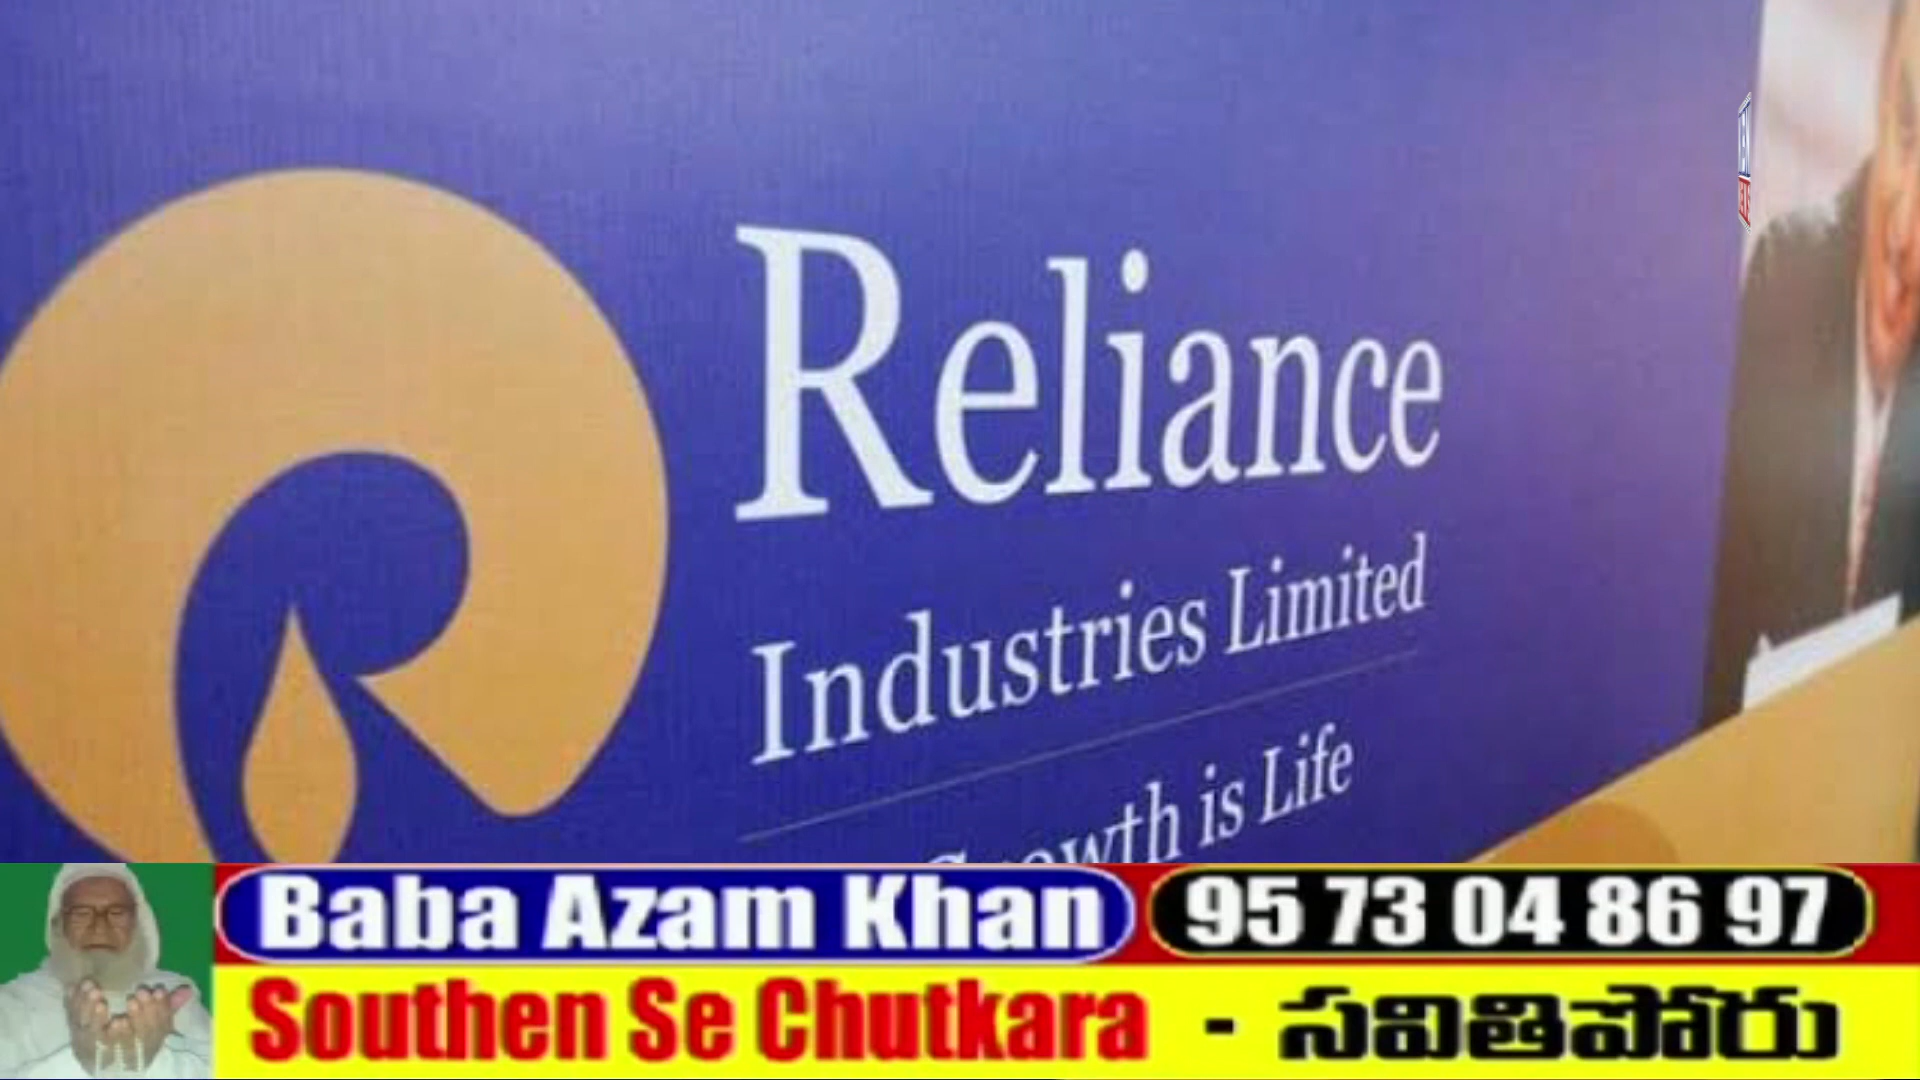 Reliance
Industries Limited
Growth is Life
Baba Azam Khan
95 73 04 86 97
Southen Se Chutkara - సవితిపోరు